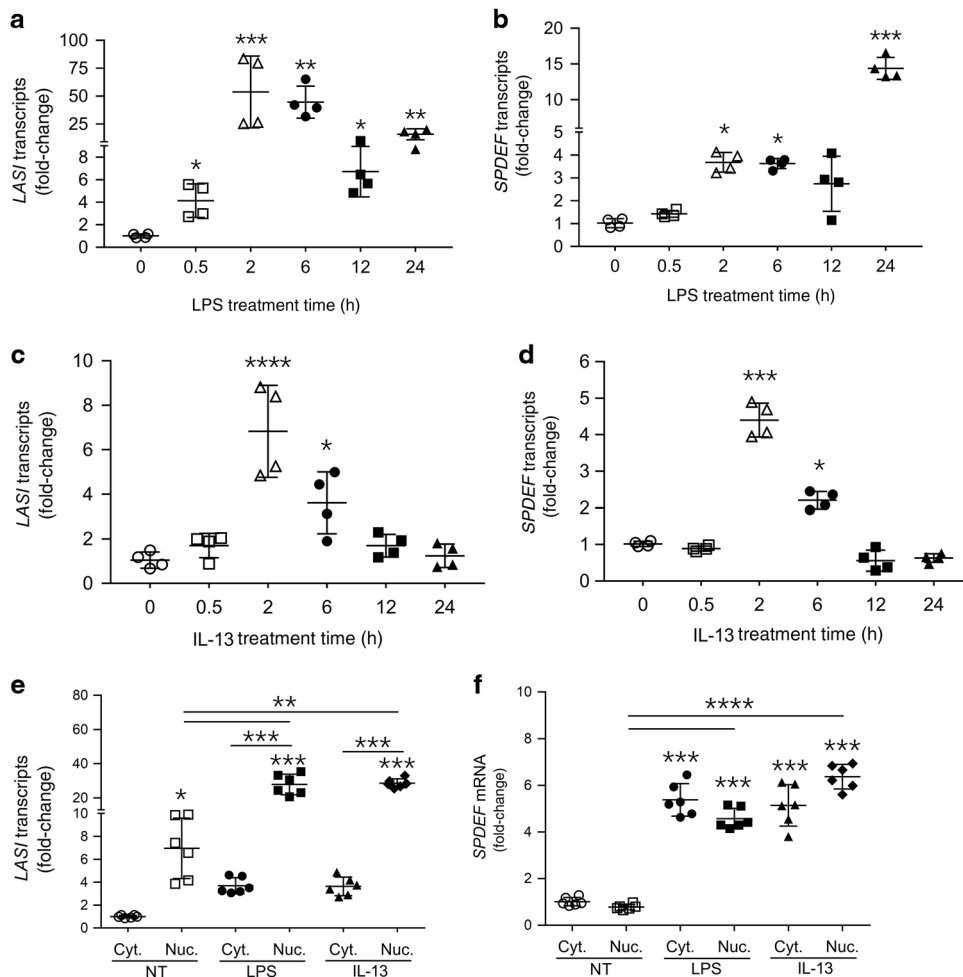 a
LASI transcripts
(fold-change)
100
75
50
25
8
6
4
2
0
*
***
**
*
**
0 0.5 2 6 12 24
LPS treatment time (h)
b
SPDEF transcripts
(fold-change)
20
15
10
5
4
3
2
1
0
*
*
***
0 0.5 2 6 12 24
LPS treatment time (h)
c
LASI transcripts
(fold-change)
10
8
6
4
2
0
****
*
0 0.5 2 6 12 24
IL-13 treatment time (h)
d
SPDEF transcripts
(fold-change)
6
5
4
3
2
1
0
***
*
0 0.5 2 6 12 24
IL-13 treatment time (h)
e
LASI transcripts
(fold-change)
80
60
40
20
10
8
6
4
2
0
**
*** ***
*** ***
*
Cyt. Nuc. Cyt. Nuc. Cyt. Nuc.
NT LPS IL-13
f
SPDEF mRNA
(fold-change)
10
8
6
4
2
0
****
*** *** *** ***
Cyt. Nuc. Cyt. Nuc. Cyt. Nuc.
NT LPS IL-13